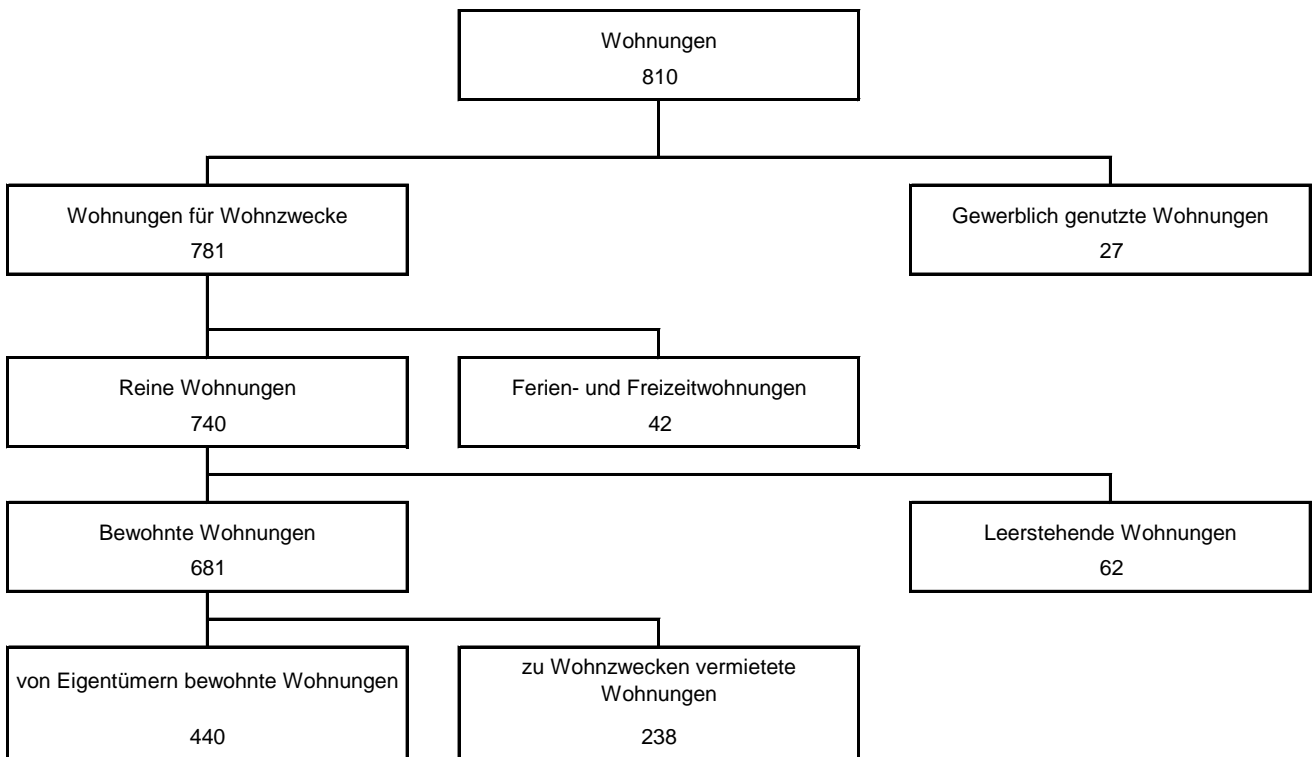 Wohnungen
810
Wohnungen für Wohnzwecke
781
Gewerblich genutzte Wohnungen
27
Reine Wohnungen
740
Ferien- und Freizeitwohnungen
42
Bewohnte Wohnungen
681
Leerstehende Wohnungen
62
von Eigentümern bewohnte Wohnungen
440
zu Wohnzwecken vermietete
Wohnungen
238